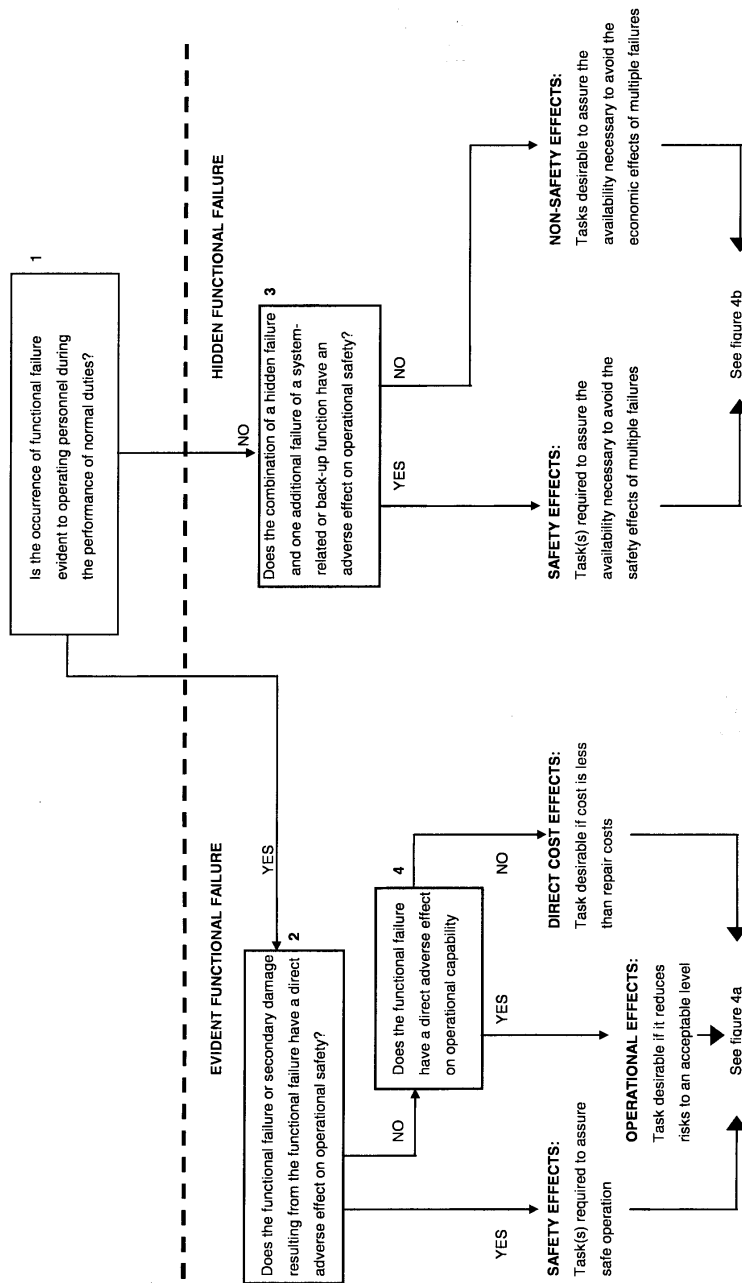 1
Is the occurrence of functional failure
evident to operating personnel during
the performance of normal duties?
EVIDENT FUNCTIONAL FAILURE
HIDDEN FUNCTIONAL FAILURE
YES
NO
2
Does the functional failure or secondary damage
resulting from the functional failure have a direct
adverse effect on operational safety?
3
Does the combination of a hidden failure
and one additional failure of a system-
related or back-up function have an
adverse effect on operational safety?
NO
YES
4
Does the functional failure
have a direct adverse effect
on operational capability
YES
NO
YES
NO
SAFETY EFFECTS:
Task(s) required to assure
safe operation
OPERATIONAL EFFECTS:
Task desirable if it reduces
risks to an acceptable level
DIRECT COST EFFECTS:
Task desirable if cost is less
than repair costs
SAFETY EFFECTS:
Task(s) required to assure the
availability necessary to avoid the
safety effects of multiple failures
NON-SAFETY EFFECTS:
Tasks desirable to assure the
availability necessary to avoid the
economic effects of multiple failures
See figure 4a
See figure 4b